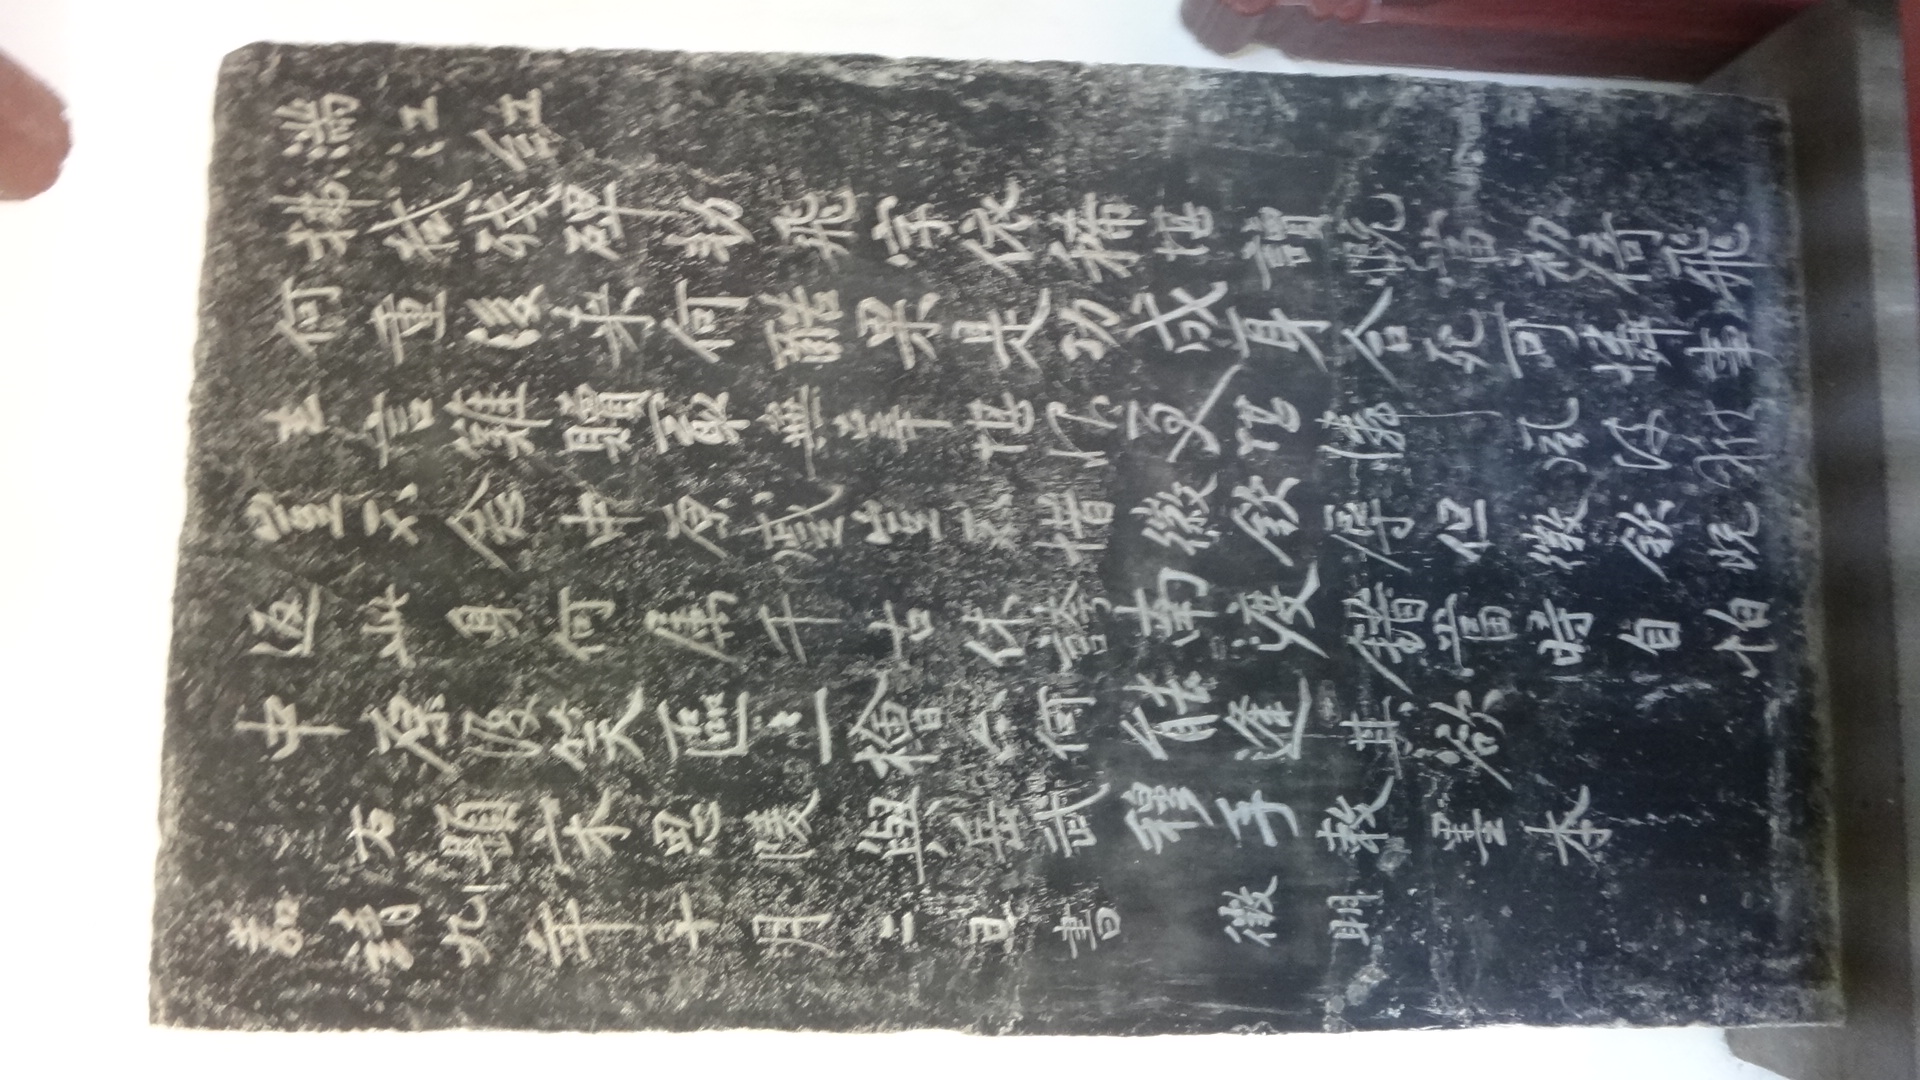 滿江紅
拂拭殘碑勅飛字依稀堪讀慨當初倚飛
何重後来何酷果是功成身合死可憐事
去言難贖最無辜堪恨更堪憐風波獄
豈不念中原蹙豈不惜徽欽辱但徽欽既
返此身何属千古休誇南渡錯當時自怕
中原復笑區〻一檜亦何能逢其欲
右題宋思陵與岳武穆手敕墨本
嘉靖九年十月二日書 徵明